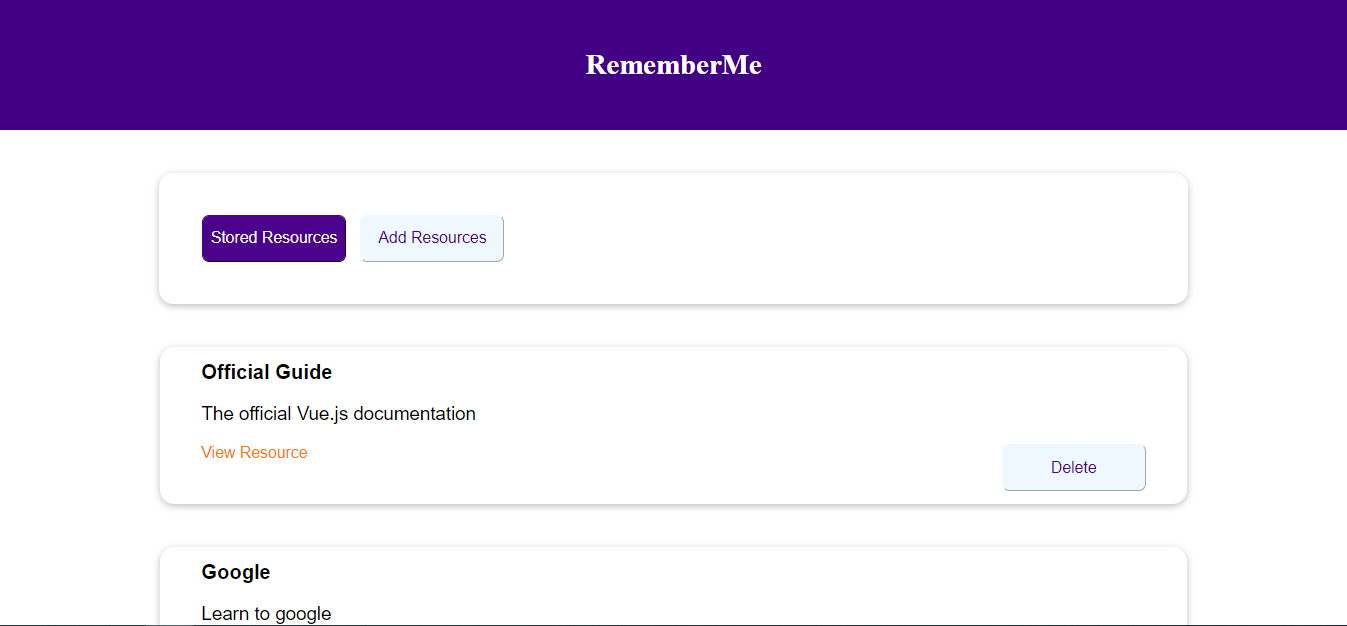 RememberMe
Stored Resources Add Resources
Official Guide
The official Vue.js documentation
View Resource
Delete
Google
Learn to google